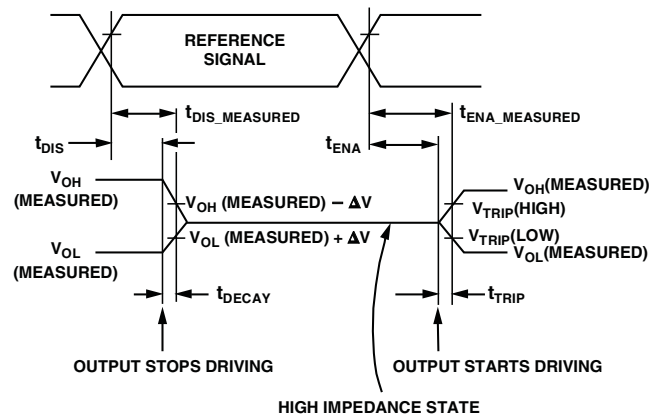 REFERENCE
SIGNAL
tDIS_MEASURED
tENA_MEASURED
tDIS
tENA
VOH
(MEASURED)
VOH (MEASURED) − ΔV
VOH(MEASURED)
VTRIP(HIGH)
VOL
(MEASURED)
VOL (MEASURED) + ΔV
VTRIP(LOW)
VOL(MEASURED)
tDECAY
tTRIP
OUTPUT STOPS DRIVING
OUTPUT STARTS DRIVING
HIGH IMPEDANCE STATE